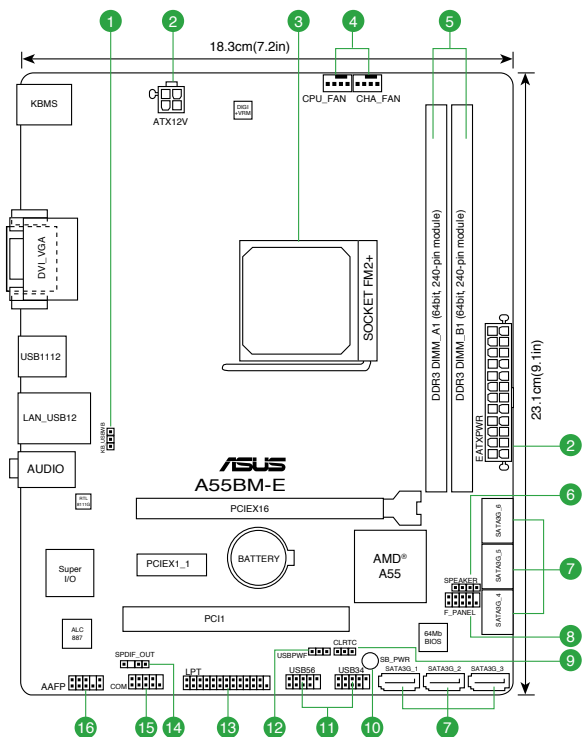 1
2
3
4
5
18.3cm(7.2in)
KBMS
ATX12V
DIGI
+VRM
CPU_FAN
CHA_FAN
DVI_VGA
SOCKET FM2+
DDR3 DIMM_A1 (64bit, 240-pin module)
DDR3 DIMM_B1 (64bit, 240-pin module)
23.1cm(9.1in)
USB1112
EATXPWR
LAN_USB12
KB_USBWB
2
AUDIO
ASUS
A55BM-E
6
RTL
8111G
PCIEX16
SATA3G_6
Super
I/O
PCIEX1_1
BATTERY
AMD®
A55
SATA3G_5
7
SPEAKER
F_PANEL
SATA3G_4
ALC
887
PCI1
64Mb
BIOS
8
SPDIF_OUT
USBPWF
CLRTC
9
SB_PWR
AAFP
COM
LPT
USB56
USB34
SATA3G_1
SATA3G_2
SATA3G_3
16
15
14
13
12
11
10
7